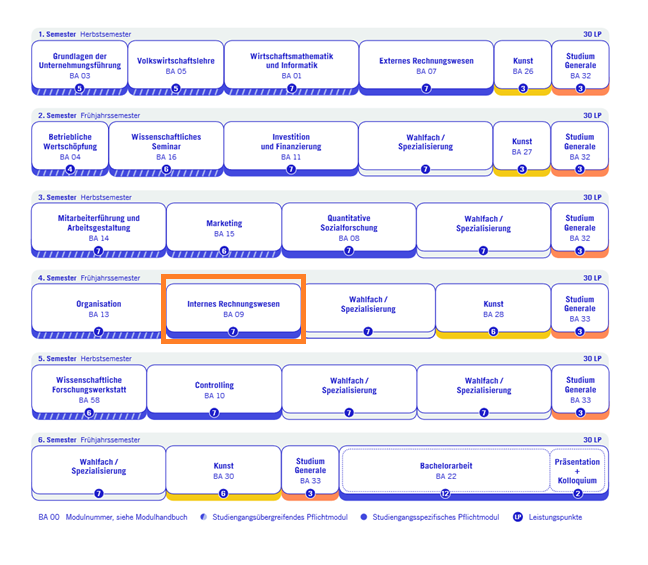 1. Semester Herbstsemester 30 LP
Grundlagen der
Unternehmungsführung
BA 03
5
Volkswirtschaftslehre
BA 05
5
Wirtschaftsmathematik
und Informatik
BA 01
7
Externes Rechnungswesen
BA 07
7
Kunst
BA 26
3
Studium
Generale
BA 32
3
2. Semester Frühjahrssemester 30 LP
Betriebliche
Wertschöpfung
BA 04
4
Wissenschaftliches
Seminar
BA 16
6
Investition
und Finanzierung
BA 11
7
Wahlfach /
Spezialisierung
7
Kunst
BA 27
3
Studium
Generale
BA 32
3
3. Semester Herbstsemester 30 LP
Mitarbeiterführung und
Arbeitsgestaltung
BA 14
7
Marketing
BA 15
6
Quantitative
Sozialforschung
BA 08
7
Wahlfach /
Spezialisierung
7
Studium
Generale
BA 32
3
4. Semester Frühjahrssemester 30 LP
Organisation
BA 13
7
Internes Rechnungswesen
BA 09
7
Wahlfach /
Spezialisierung
7
Kunst
BA 28
6
Studium
Generale
BA 33
3
5. Semester Herbstsemester 30 LP
Wissenschaftliche
Forschungswerkstatt
BA 58
6
Controlling
BA 10
7
Wahlfach /
Spezialisierung
7
Wahlfach /
Spezialisierung
7
Studium
Generale
BA 33
3
6. Semester Frühjahrssemester 30 LP
Wahlfach /
Spezialisierung
7
Kunst
BA 30
6
Studium
Generale
BA 33
3
Bachelorarbeit
BA 22
12
Präsentation
+
Kolloquium
2
BA 00 Modulnummer, siehe Modulhandbuch Studiengangsübergreifendes Pflichtmodul Studiengangsspezifisches Pflichtmodul LP Leistungspunkte